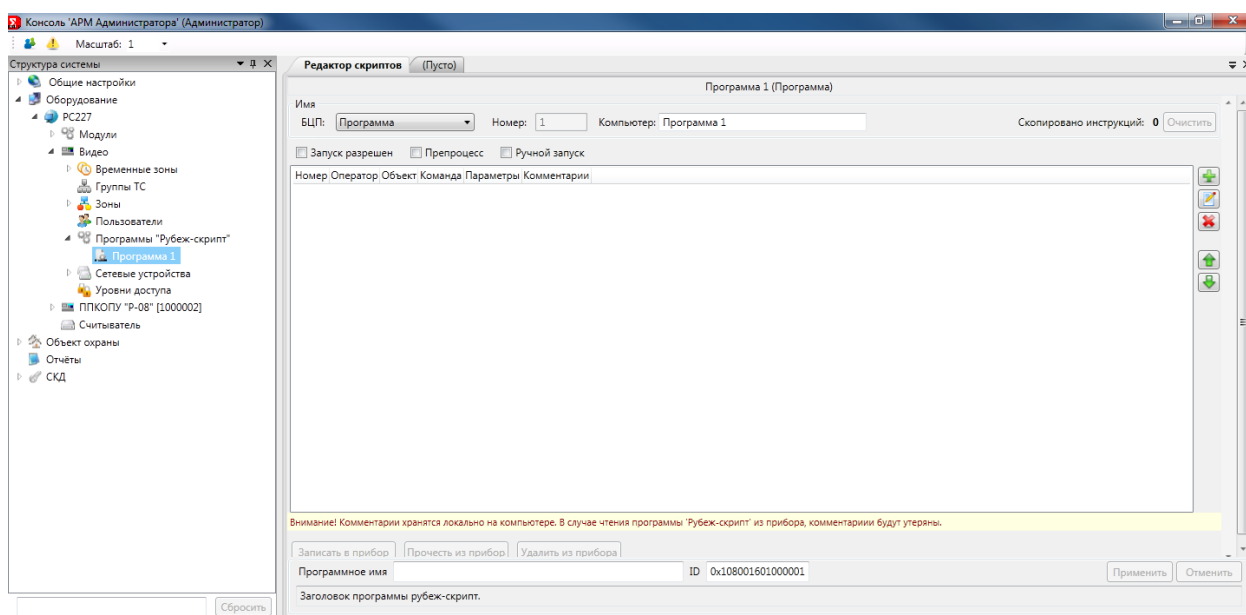 Консоль 'АРМ Администратора' (Администратор)
Масштаб: 1
Структура системы
Общие настройки
Оборудование
PC227
Модули
Видео
Временные зоны
Группы ТС
Зоны
Пользователи
Программы "Рубеж-скрипт"
Программа 1
Сетевые устройства
Уровни доступа
ППКОПУ "Р-08" [1000002]
Считыватель
Объект охраны
Отчёты
СКД
Сбросить
Редактор скриптов (Пусто)
Программа 1 (Программа)
Имя
БЦП: Программа Номер: 1 Компьютер: Программа 1 Скопировано инструкций: 0 Очистить
Запуск разрешен Препроцесс Ручной запуск
Номер Оператор Объект Команда Параметры Комментарии
Внимание! Комментарии хранятся локально на компьютере. В случае чтения программы 'Рубеж-скрипт' из прибора, комментариии будут утеряны.
Записать в прибор Прочесть из прибор Удалить из прибора
Программное имя ID 0x108001601000001 Применить Отменить
Заголовок программы рубеж-скрипт.